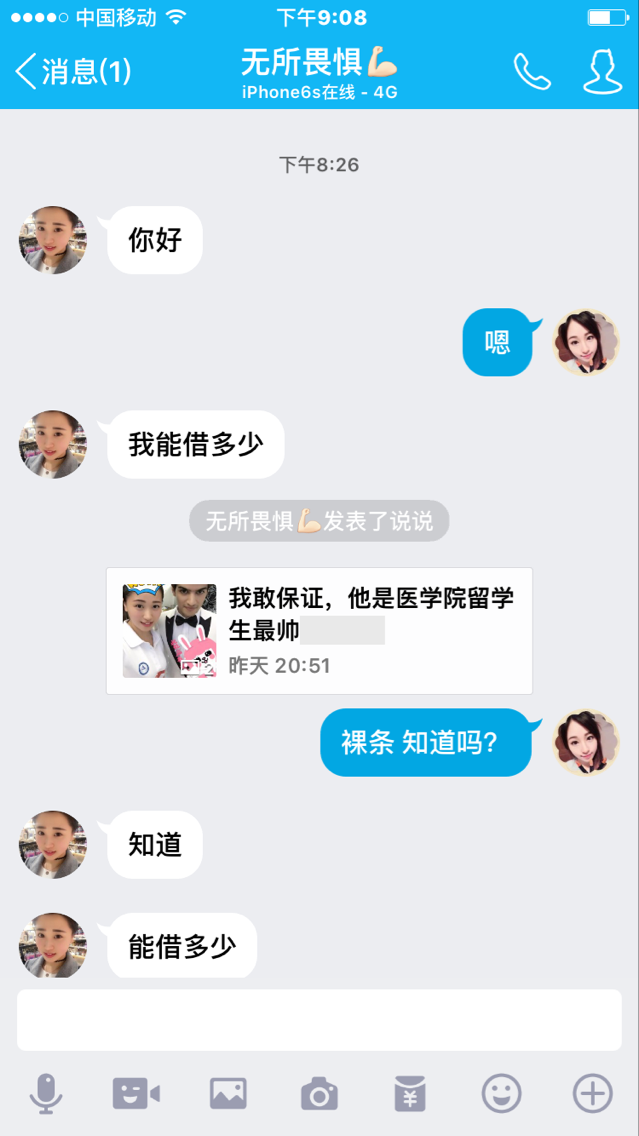 中国移动 下午9:08
消息(1) 无所畏惧💪🏻
iPhone6s在线 - 4G
下午8:26
你好
嗯
我能借多少
无所畏惧💪🏻发表了说说
我敢保证，他是医学院留学
生最帅
昨天 20:51
裸条 知道吗?
知道
能借多少